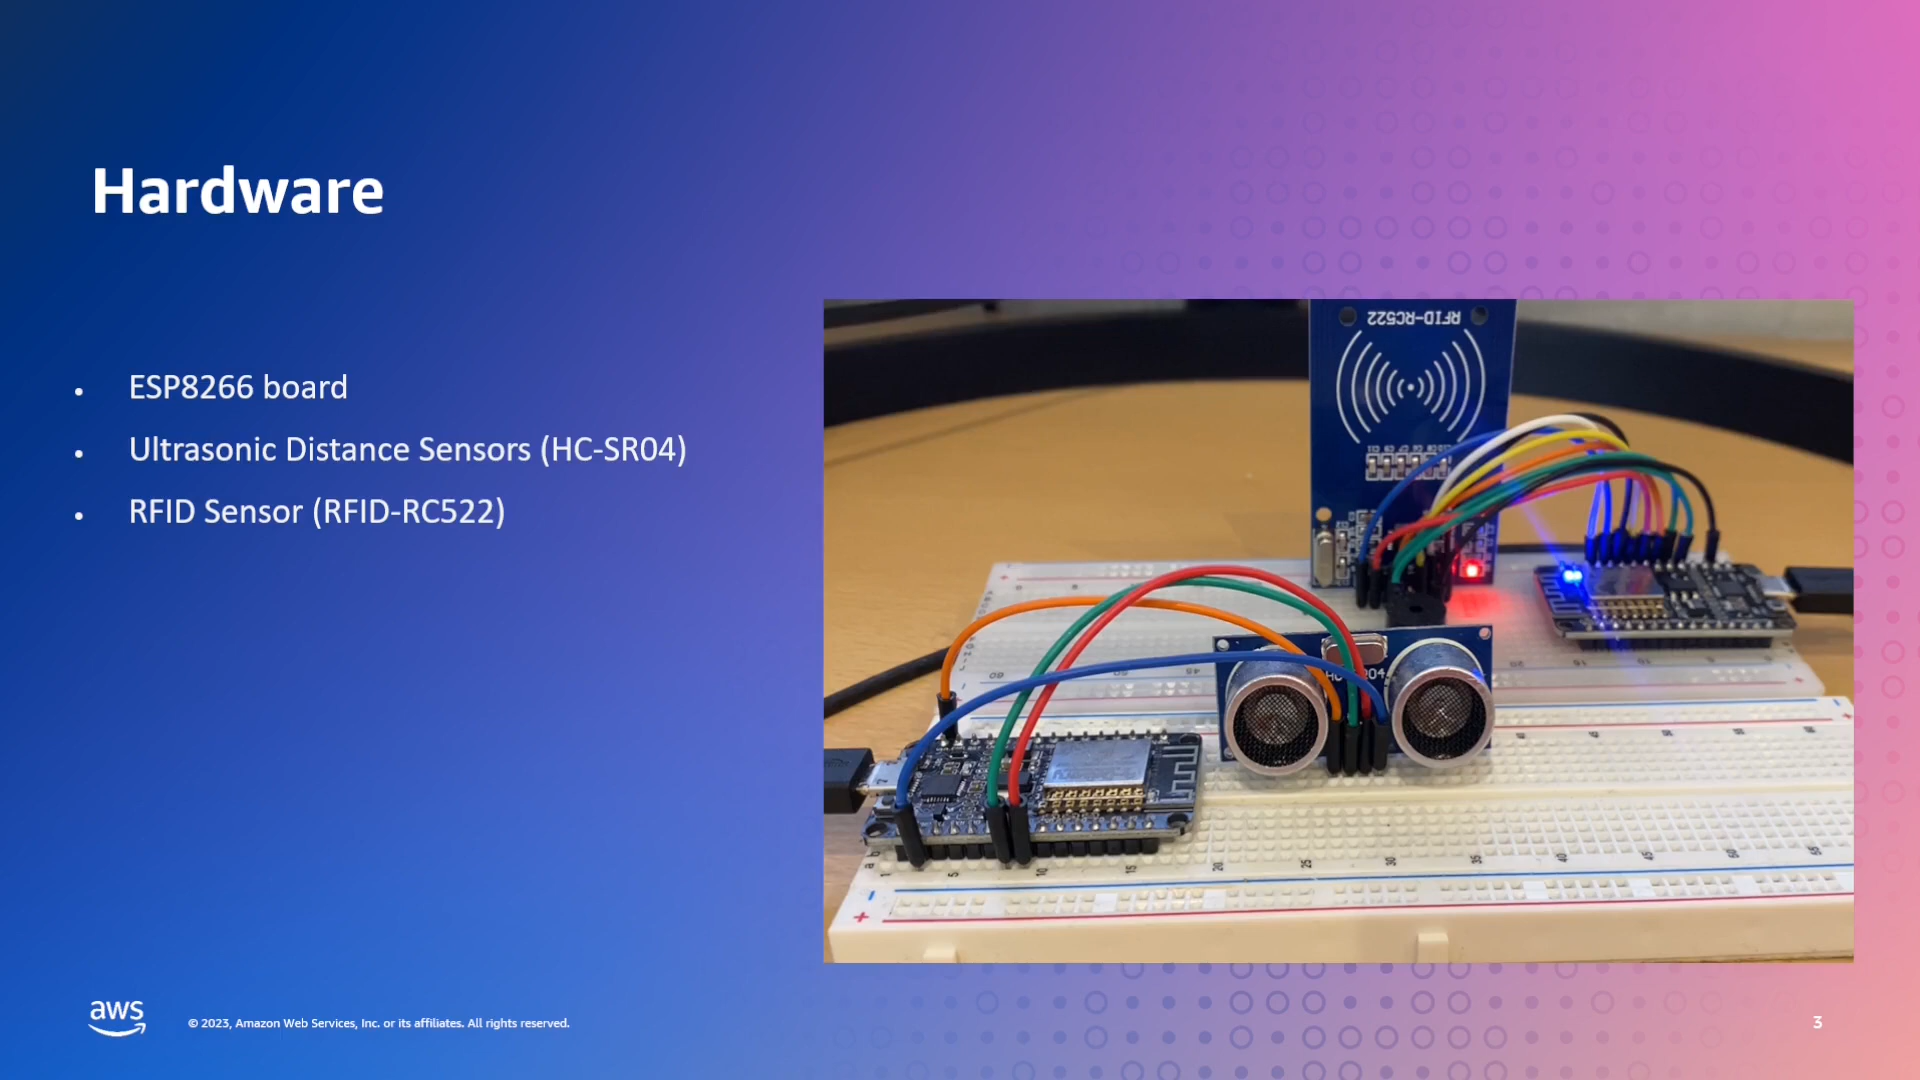 Hardware
• ESP8266 board
• Ultrasonic Distance Sensors (HC-SR04)
• RFID Sensor (RFID-RC522)
RFID-RC522
aws
© 2023, Amazon Web Services, Inc. or its affiliates. All rights reserved.
3